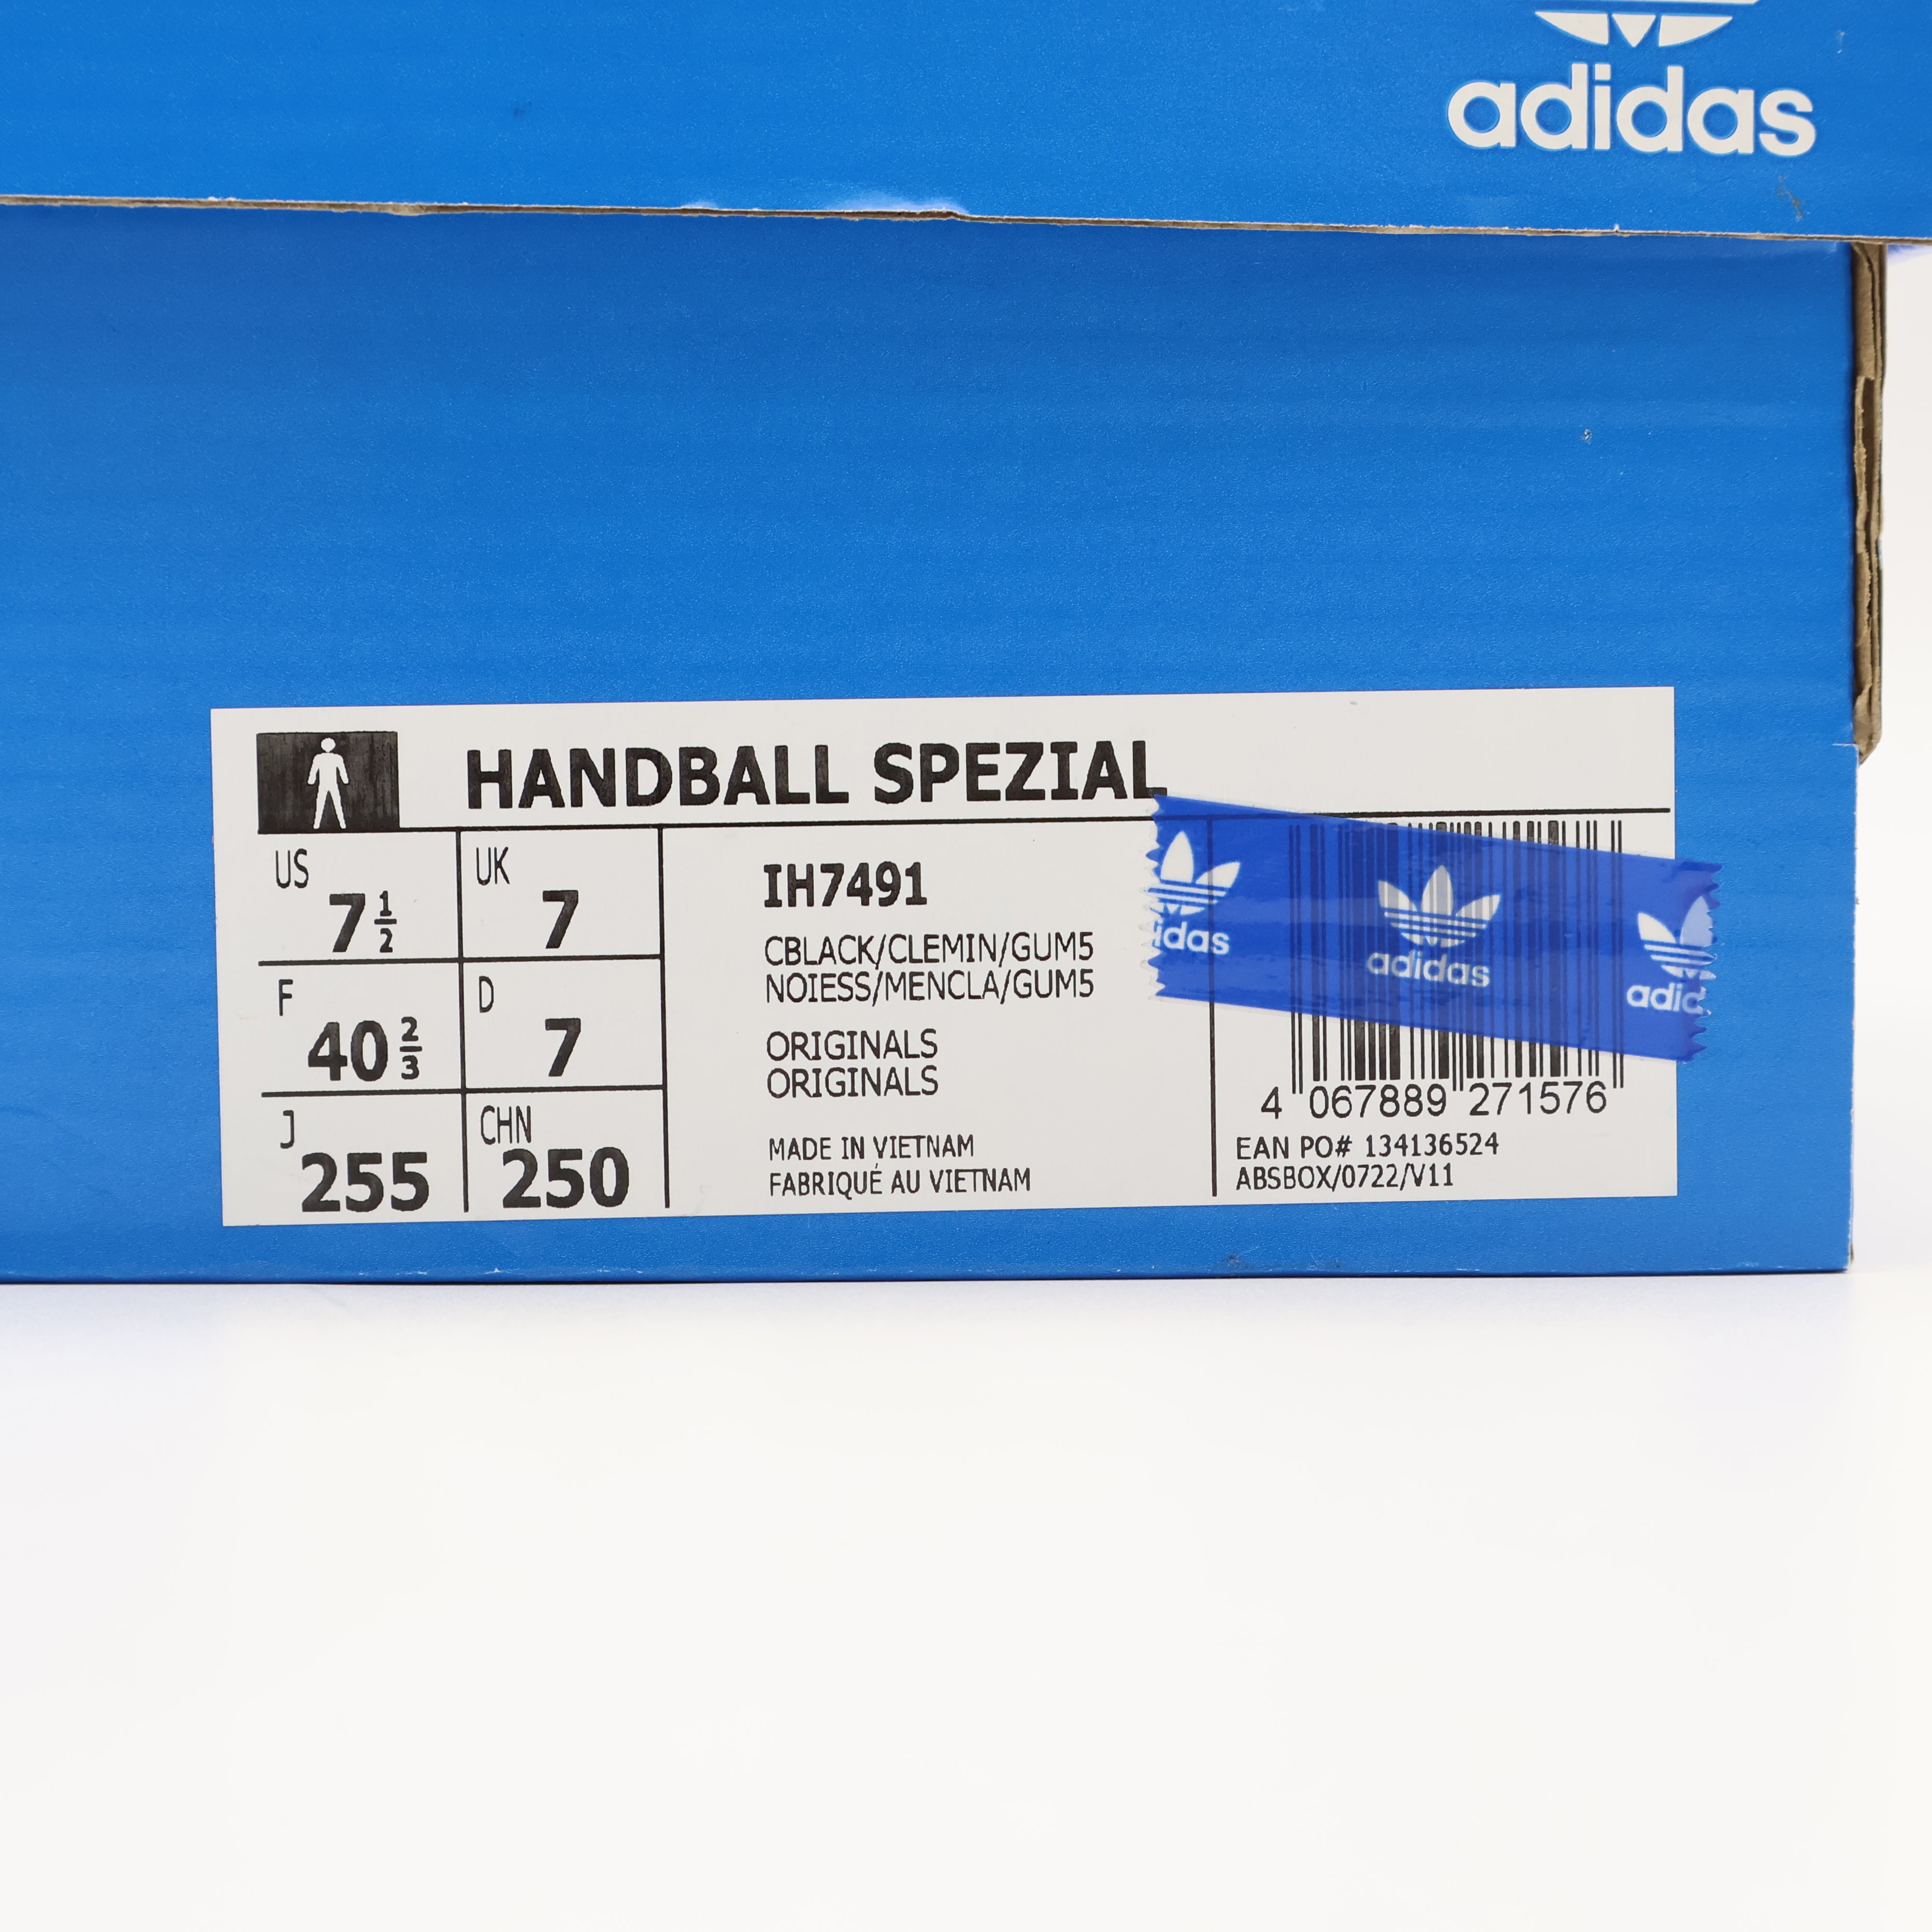 adidas
HANDBALL SPEZIAL
US
7 1/2
UK
7
F
40 2/3
D
7
J
255
CHN
250
IH7491
CBLACK/CLEMIN/GUM5
NOIESS/MENCLA/GUM5
ORIGINALS
ORIGINALS
MADE IN VIETNAM
FABRIQUÉ AU VIETNAM
idas
adidas
adid
4 067889 271576
EAN PO# 134136524
ABSBOX/0722/V11